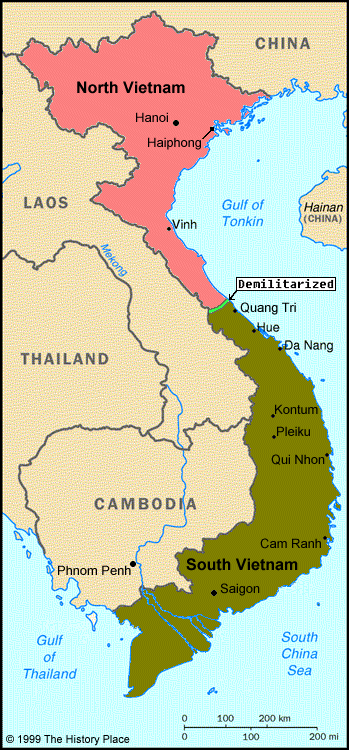 CHINA
North Vietnam
Hanoi
Haiphong
LAOS
Gulf of
Tonkin
Hainan
(CHINA)
Vinh
Mekong
Demilitarized
Quang Tri
Hue
Da Nang
THAILAND
Kontum
Pleiku
Qui Nhon
CAMBODIA
Cam Ranh
South Vietnam
Phnom Penh
Saigon
Gulf
of
Thailand
South
China
Sea
0 100 200 km
0 100 200 mi
© 1999 The History Place